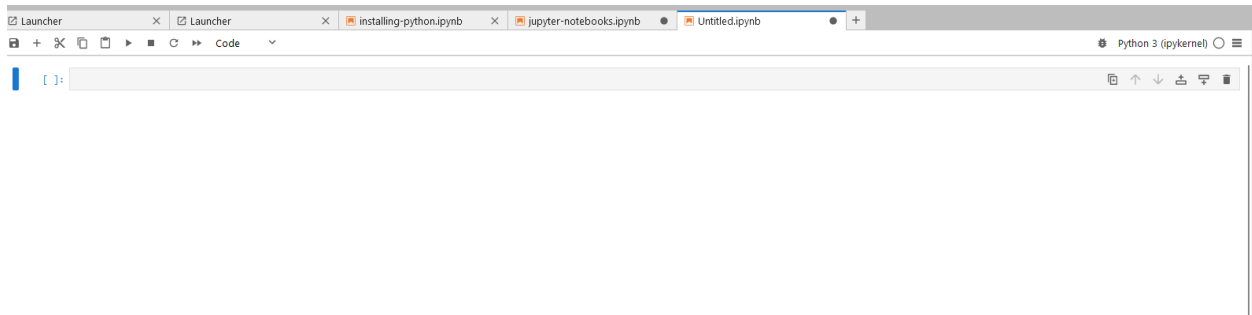 Launcher Launcher installing-python.ipynb jupyter-notebooks.ipynb Untitled.ipynb
Code Python 3 (ipykernel)
[ ]: